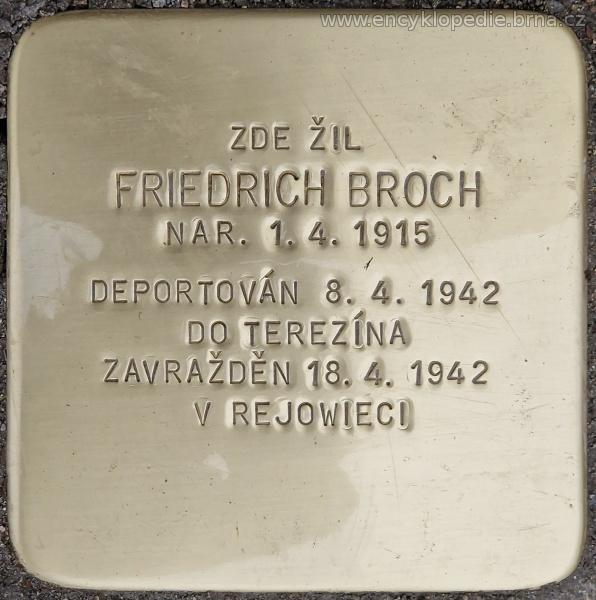 www.encyklopedie.brna.cz
ZDE ŽIL
FRIEDRICH BROCH
NAR. 1. 4. 1915
DEPORTOVÁN 8. 4. 1942
DO TEREZÍNA
ZAVRAŽDĚN 18. 4. 1942
V REJOWIECI